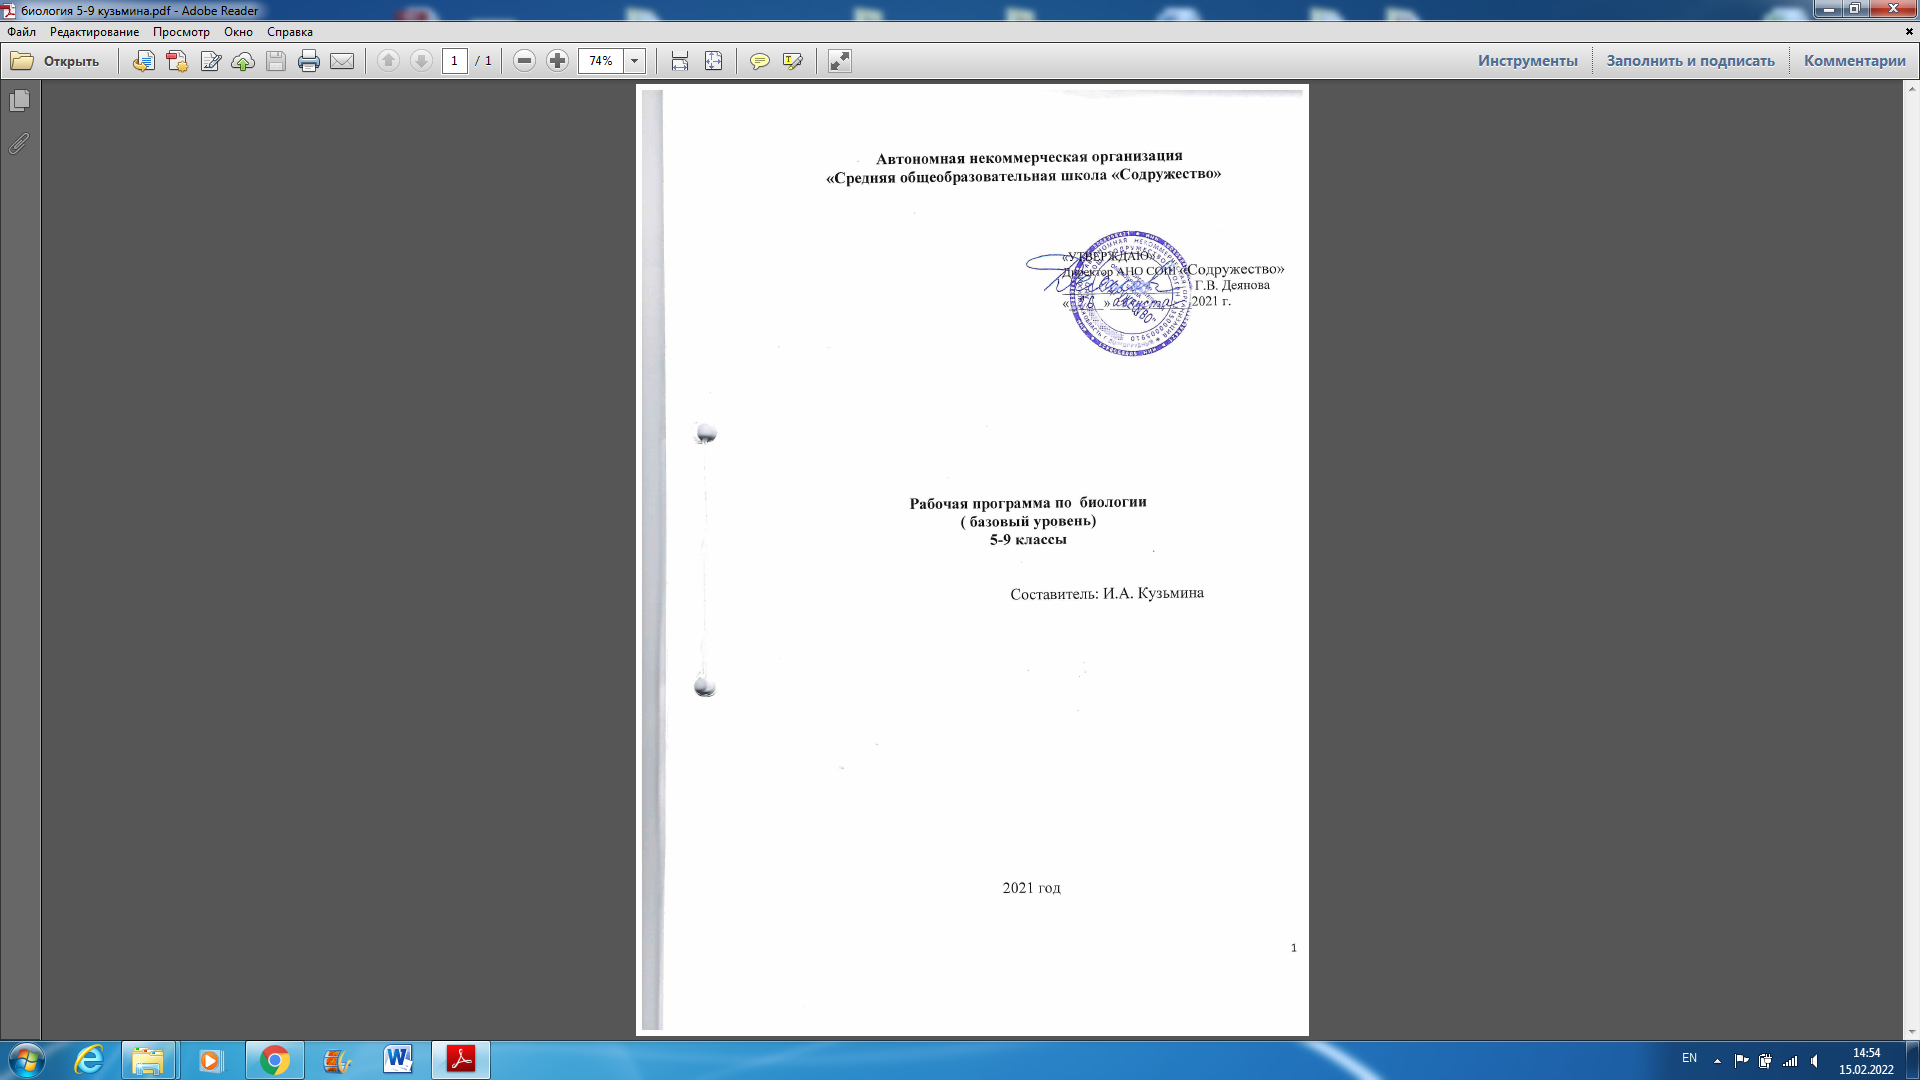 биология 5-9 кузьмина.pdf - Adobe Reader
Файл Редактирование Просмотр Окно Справка
Открыть 1 / 1 74% Инструменты Заполнить и подписать Комментарии
Автономная некоммерческая организация
«Средняя общеобразовательная школа «Содружество»
«УТВЕРЖДАЮ»
Директор АНО СОШ «Содружество»
Г.В. Деянова
августа 2021 г.
Рабочая программа по биологии
( базовый уровень)
5-9 классы
Составитель: И.А. Кузьмина
2021 год
1
EN 14:54
15.02.2022